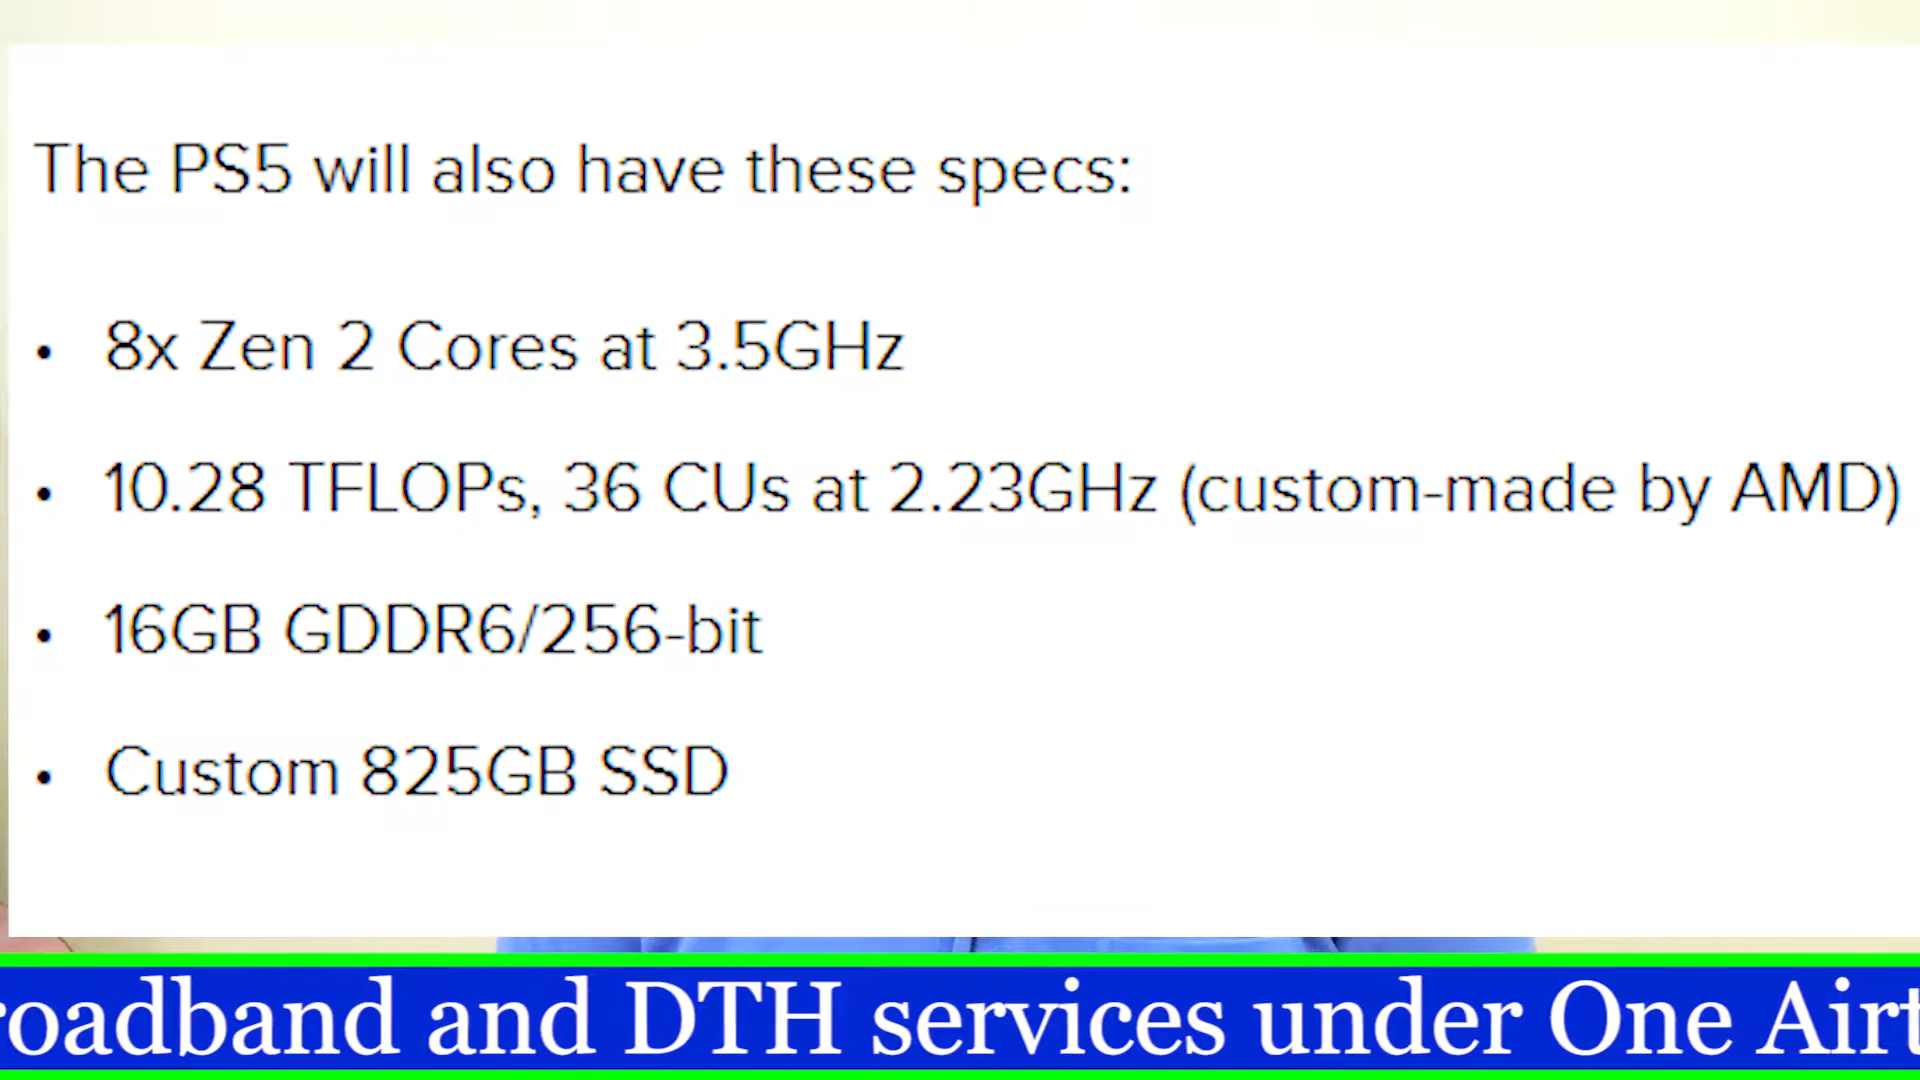 The PS5 will also have these specs:
• 8x Zen 2 Cores at 3.5GHz
• 10.28 TFLOPs, 36 CUs at 2.23GHz (custom-made by AMD)
• 16GB GDDR6/256-bit
• Custom 825GB SSD
roadband and DTH services under One Airt